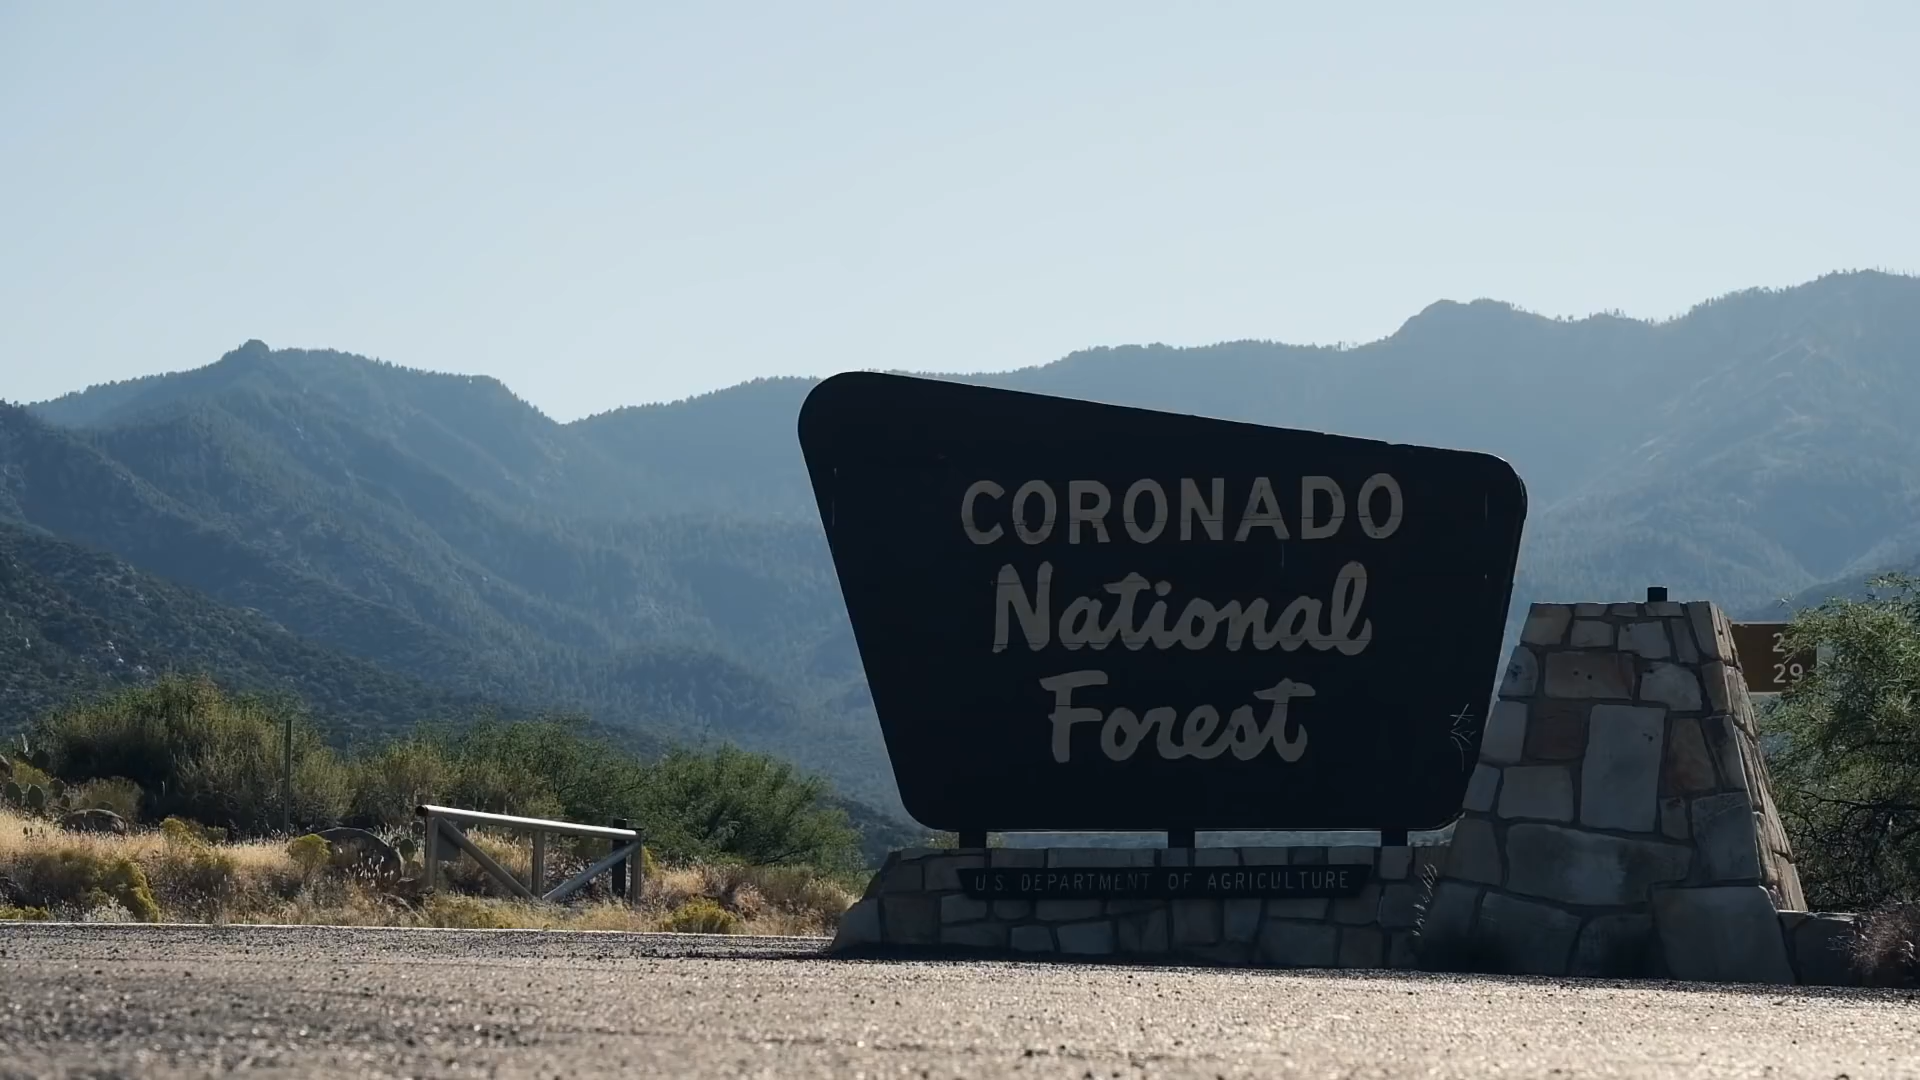 CORONADO
National
Forest
U.S. DEPARTMENT OF AGRICULTURE
29